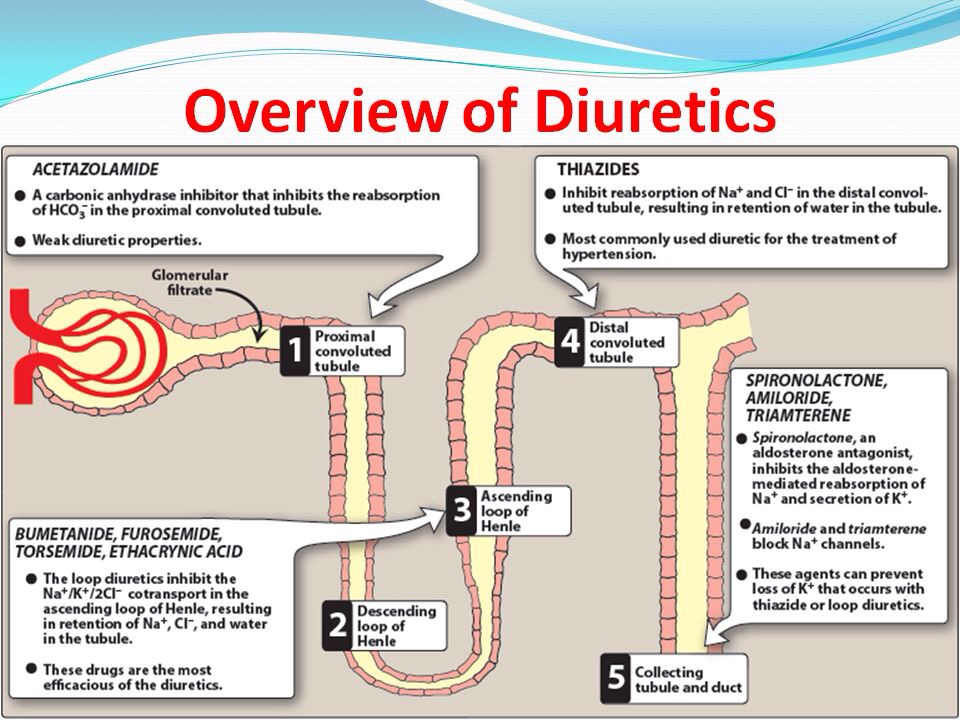 Overview of Diuretics
ACETAZOLAMIDE
● A carbonic anhydrase inhibitor that inhibits the reabsorption
of HCO₃⁻ in the proximal convoluted tubule.
● Weak diuretic properties.
THIAZIDES
● Inhibit reabsorption of Na⁺ and Cl⁻ in the distal convol-
uted tubule, resulting in retention of water in the tubule.
● Most commonly used diuretic for the treatment of
hypertension.
Glomerular
filtrate
1 Proximal
convoluted
tubule
4 Distal
convoluted
tubule
SPIRONOLACTONE,
AMILORIDE,
TRIAMTERENE
● Spironolactone, an
aldosterone antagonist,
inhibits the aldosterone-
mediated reabsorption of
Na⁺ and secretion of K⁺.
● Amiloride and triamterene
block Na⁺ channels.
● These agents can prevent
loss of K⁺ that occurs with
thiazide or loop diuretics.
3 Ascending
loop of
Henle
BUMETANIDE, FUROSEMIDE,
TORSEMIDE, ETHACRYNIC ACID
● The loop diuretics inhibit the
Na⁺/K⁺/2Cl⁻ cotransport in the
ascending loop of Henle, resulting
in retention of Na⁺, Cl⁻, and water
in the tubule.
● These drugs are the most
efficacious of the diuretics.
2 Descending
loop of
Henle
5 Collecting
tubule and duct